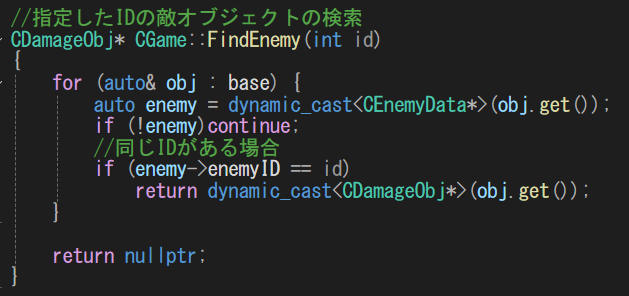 //指定したIDの敵オブジェクトの検索
CDamageObj* CGame::FindEnemy(int id)
{
    for (auto& obj : base) {
        auto enemy = dynamic_cast<CEnemyData*>(obj.get());
        if (!enemy)continue;
        //同じIDがある場合
        if (enemy->enemyID == id)
            return dynamic_cast<CDamageObj*>(obj.get());
    }

    return nullptr;
}